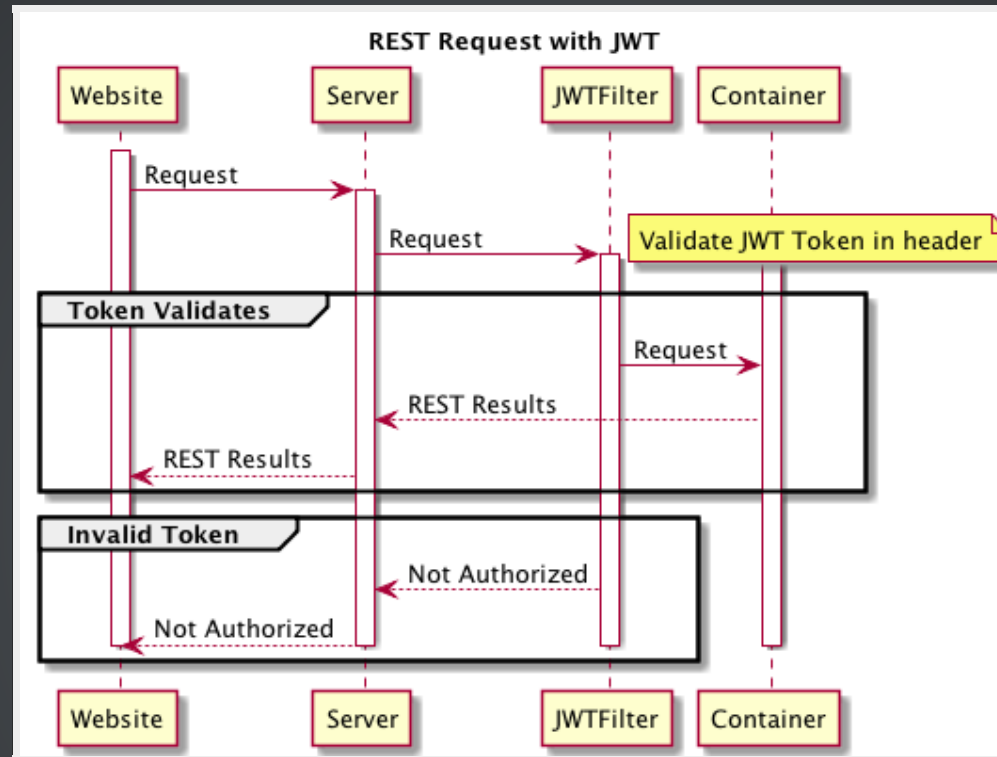 REST Request with JWT
Website
Server
JWTFilter
Container
Request
Request
Validate JWT Token in header
Token Validates
Request
REST Results
REST Results
Invalid Token
Not Authorized
Not Authorized
Website
Server
JWTFilter
Container